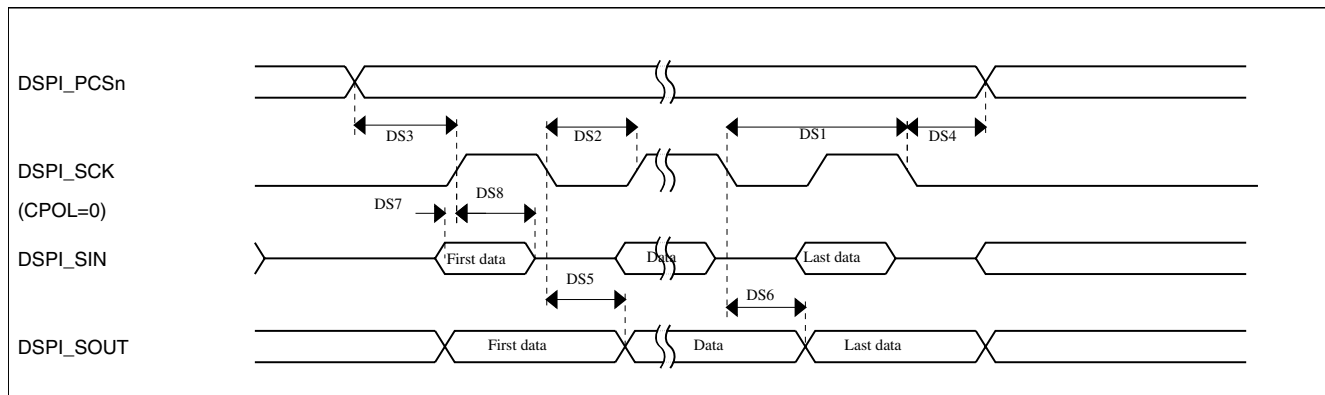 DSPI_PCSn
DS3
DS2
DS1
DS4
DSPI_SCK
(CPOL=0)
DS7
DS8
DSPI_SIN
First data
Data
Last data
DS5
DS6
DSPI_SOUT
First data
Data
Last data